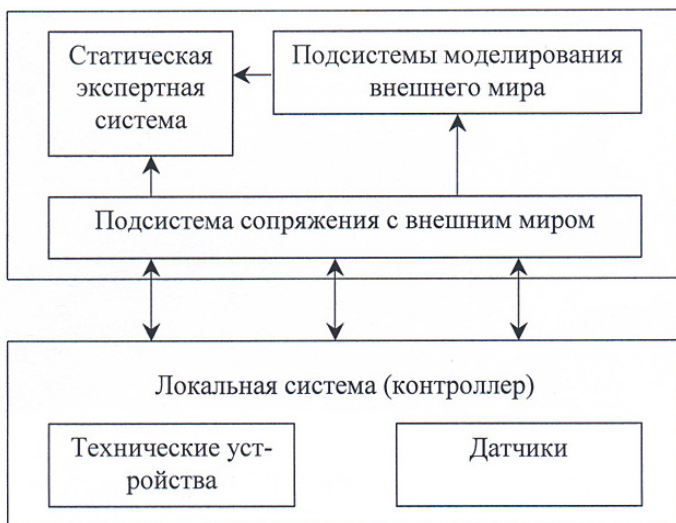 Статическая
экспертная
система
Подсистемы моделирования
внешнего мира
Подсистема сопряжения с внешним миром
Локальная система (контроллер)
Технические уст-
ройства
Датчики